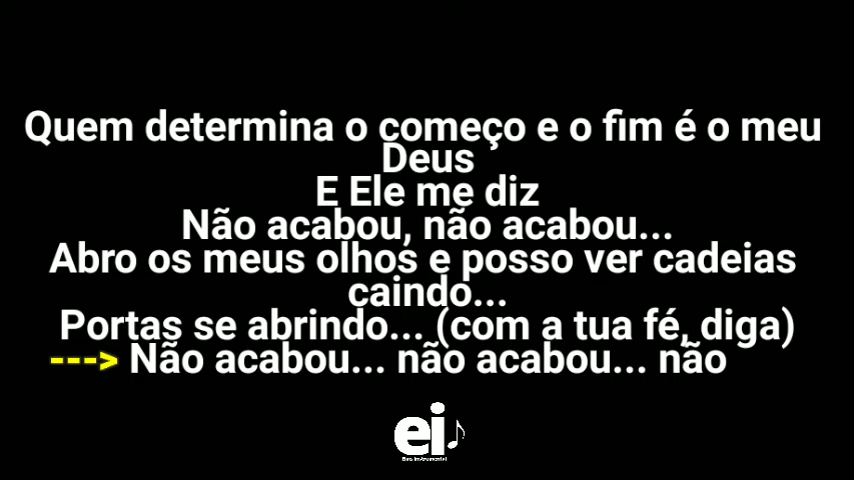 Quem determina o começo e o fim é o meu
Deus
E Ele me diz
Não acabou, não acabou...
Abro os meus olhos e posso ver cadeias
caindo...
Portas se abrindo... (com a tua fé, diga)
---> Não acabou... não acabou... não
ei